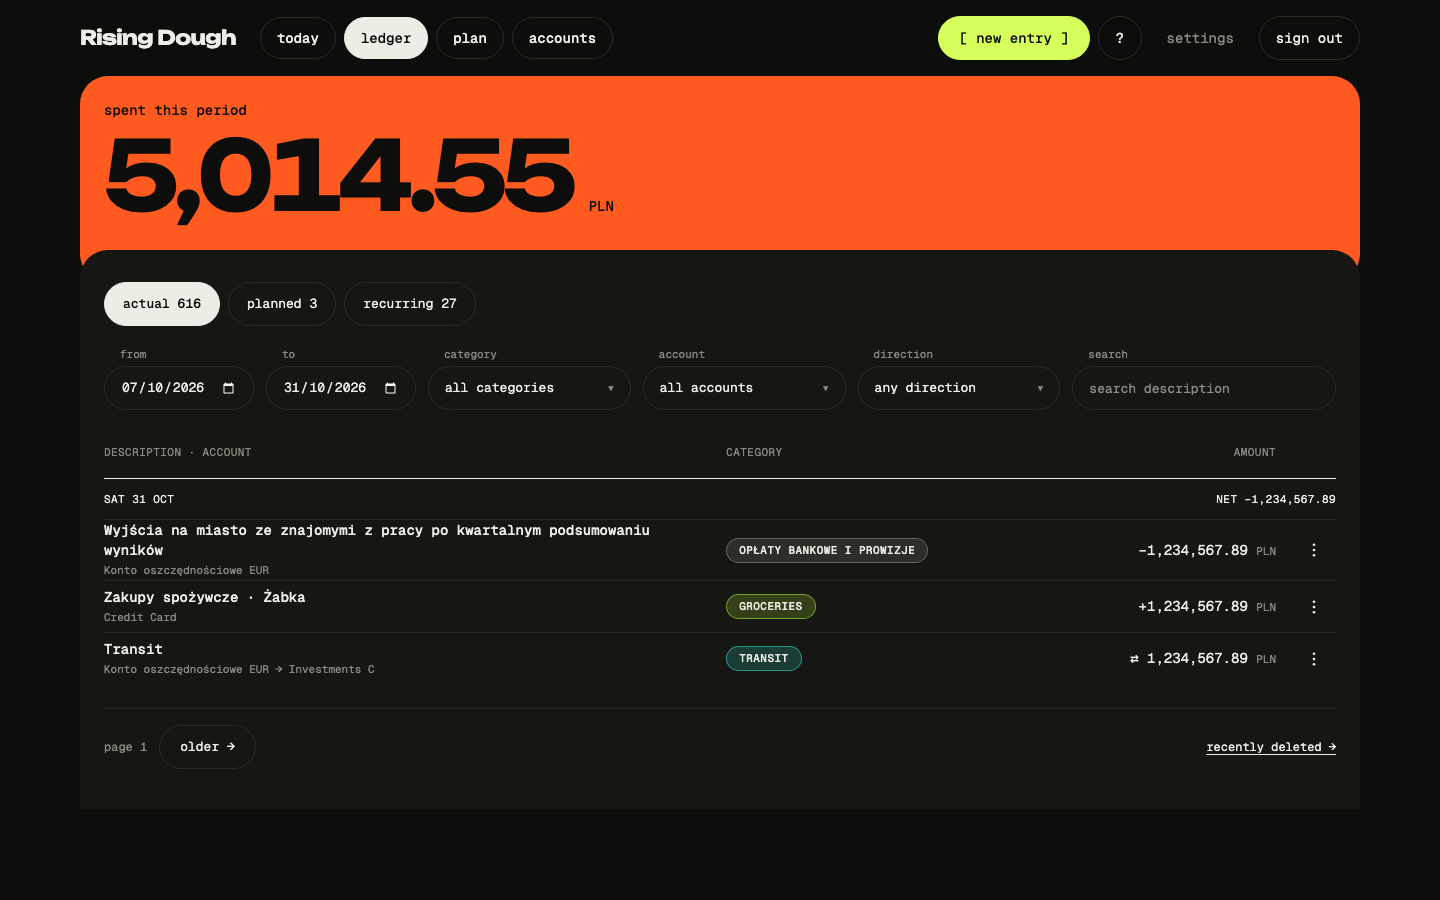 Rising Dough
today
ledger
plan
accounts
[ new entry ]
?
settings
sign out
spent this period
5,014.55 PLN
actual 616
planned 3
recurring 27
from
to
category
account
direction
search
07/10/2026
31/10/2026
all categories
all accounts
any direction
search description
DESCRIPTION · ACCOUNT
CATEGORY
AMOUNT
SAT 31 OCT
NET −1,234,567.89
Wyjścia na miasto ze znajomymi z pracy po kwartalnym podsumowaniu
wyników
Konto oszczędnościowe EUR
OPŁATY BANKOWE I PROWIZJE
−1,234,567.89 PLN
Zakupy spożywcze · Żabka
Credit Card
GROCERIES
+1,234,567.89 PLN
Transit
Konto oszczędnościowe EUR → Investments C
TRANSIT
⇄ 1,234,567.89 PLN
page 1
older →
recently deleted →